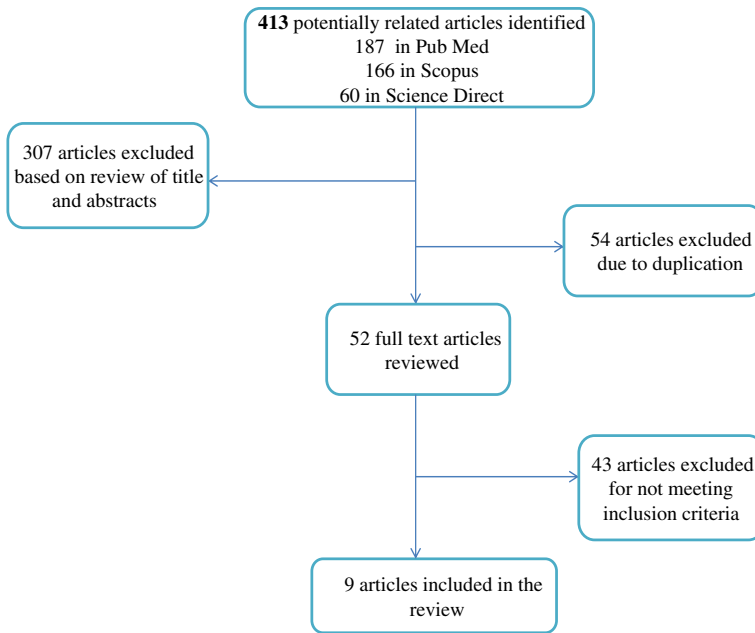 413 potentially related articles identified
187 in Pub Med
166 in Scopus
60 in Science Direct
307 articles excluded
based on review of title
and abstracts
54 articles excluded
due to duplication
52 full text articles
reviewed
43 articles excluded
for not meeting
inclusion criteria
9 articles included in the
review